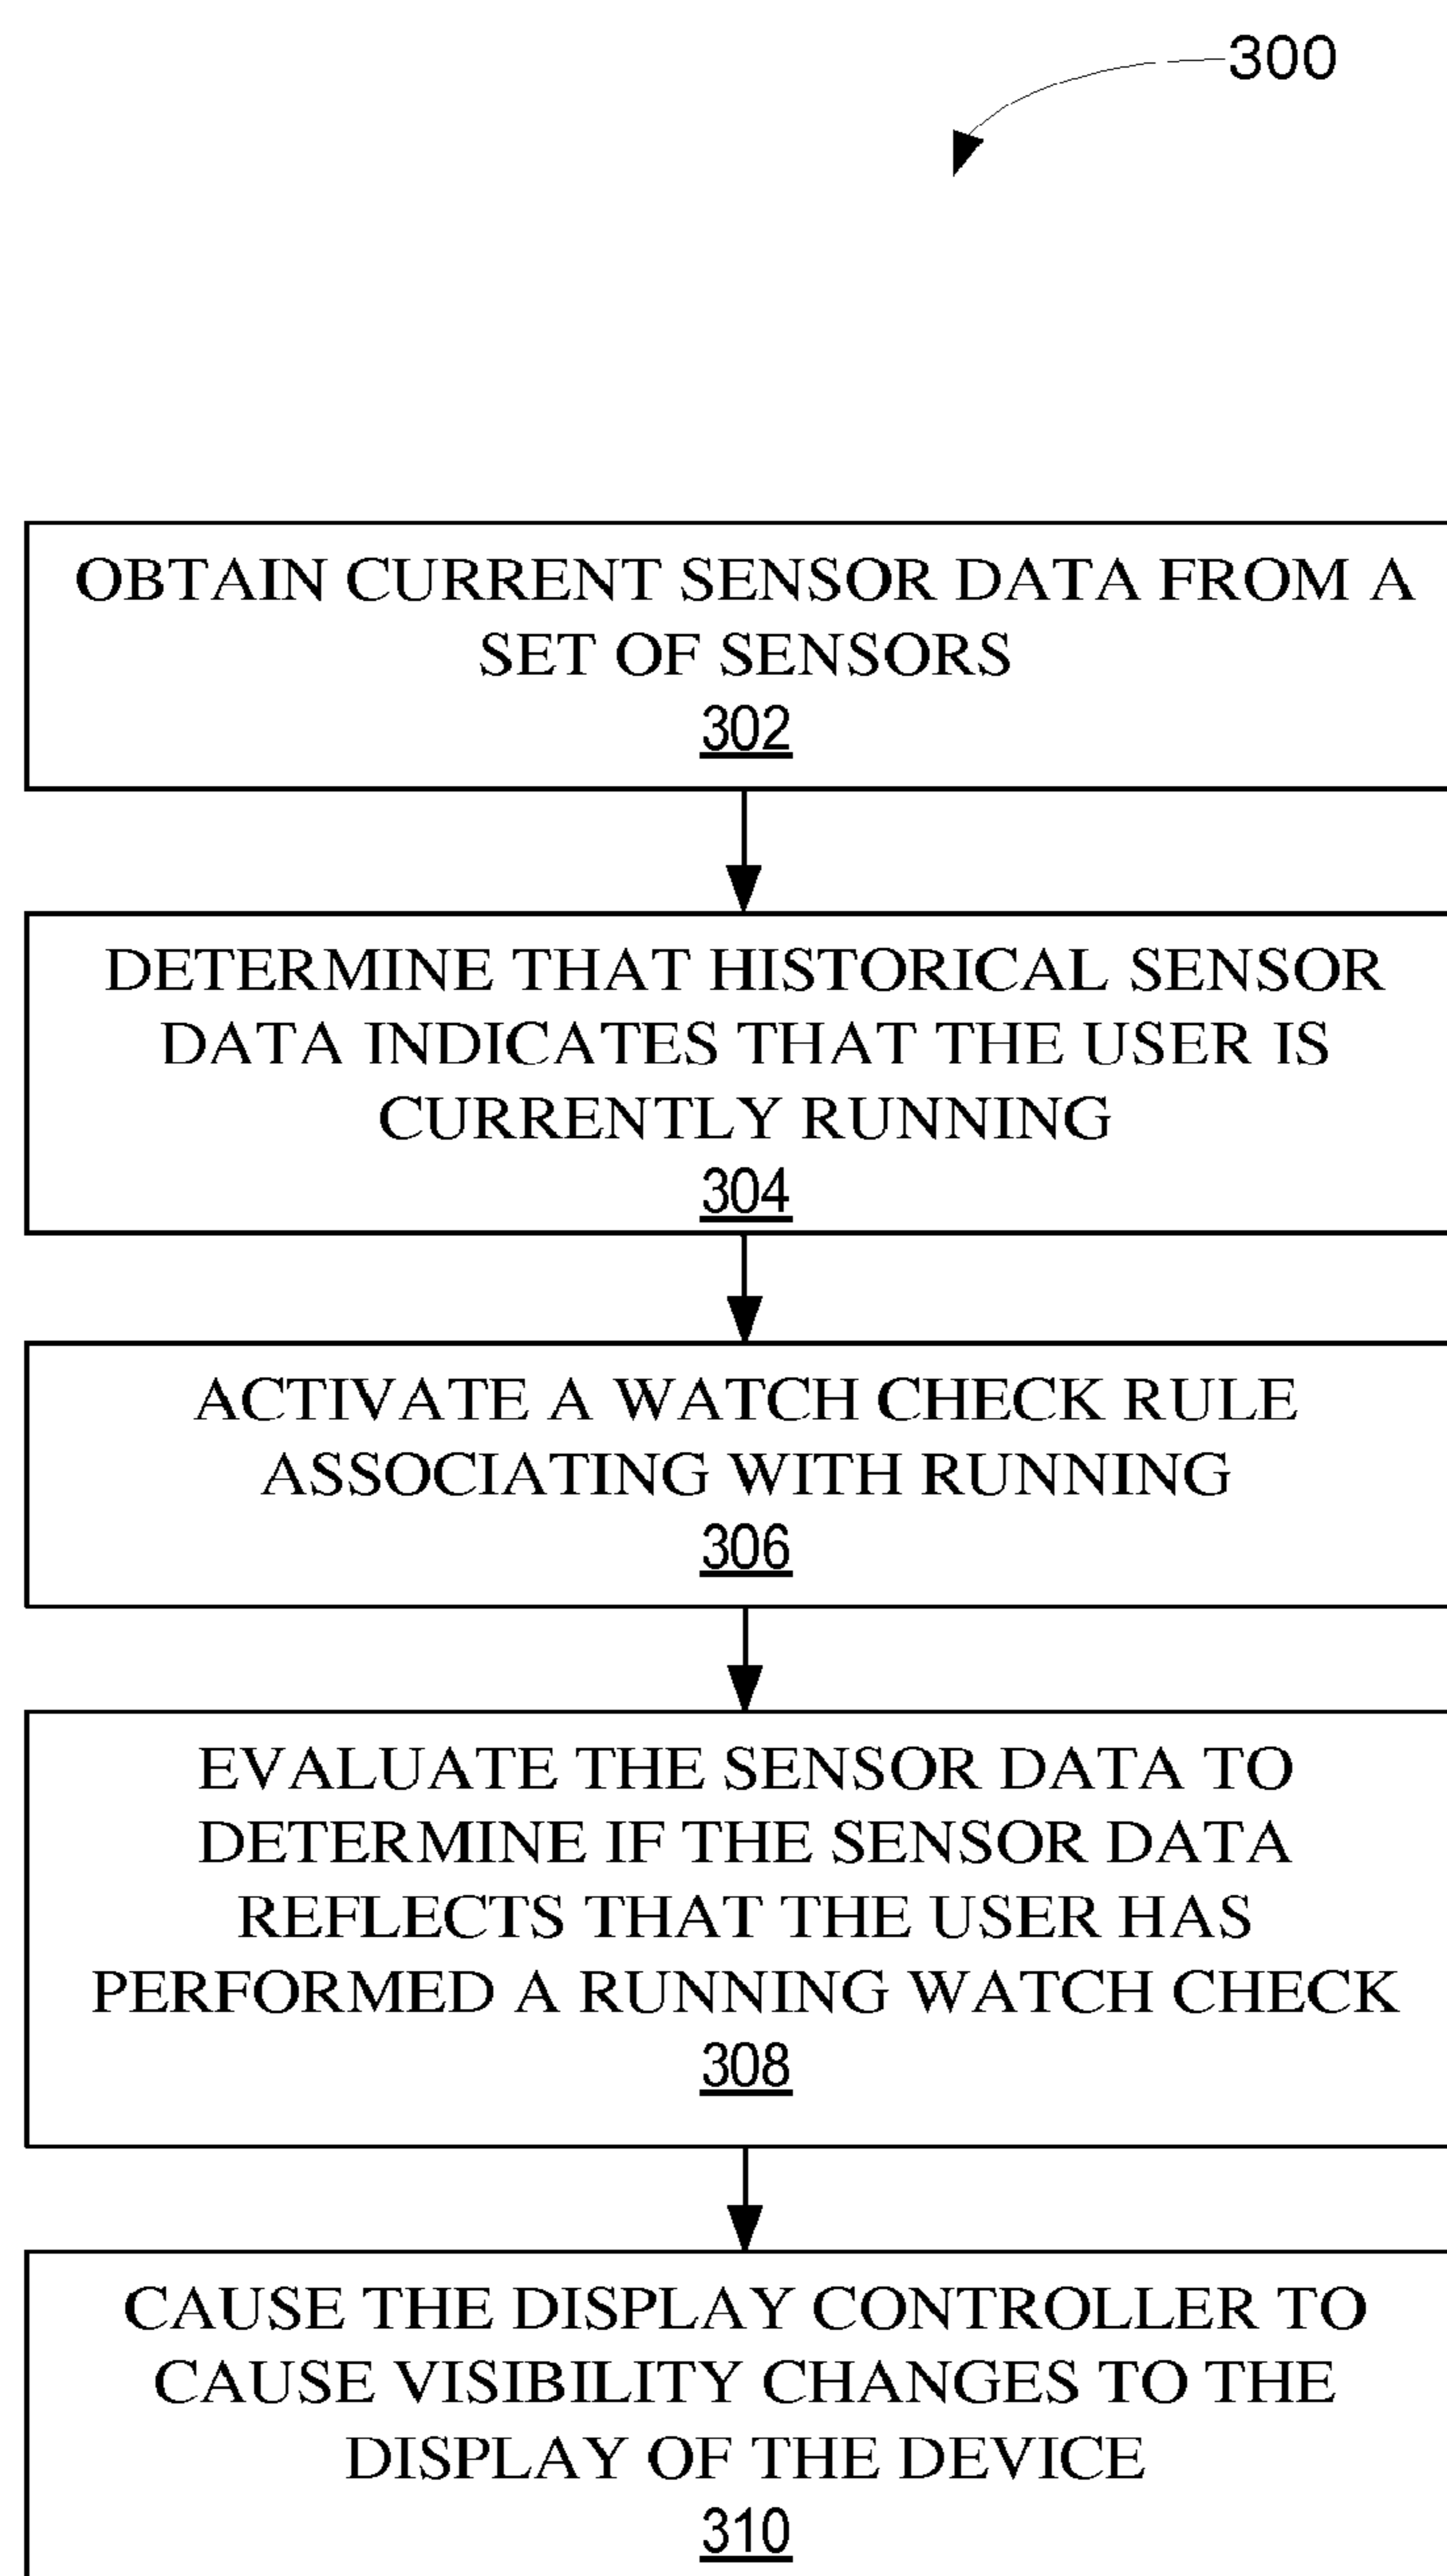 300
OBTAIN CURRENT SENSOR DATA FROM A
SET OF SENSORS
302
DETERMINE THAT HISTORICAL SENSOR
DATA INDICATES THAT THE USER IS
CURRENTLY RUNNING
304
ACTIVATE A WATCH CHECK RULE
ASSOCIATING WITH RUNNING
306
EVALUATE THE SENSOR DATA TO
DETERMINE IF THE SENSOR DATA
REFLECTS THAT THE USER HAS
PERFORMED A RUNNING WATCH CHECK
308
CAUSE THE DISPLAY CONTROLLER TO
CAUSE VISIBILITY CHANGES TO THE
DISPLAY OF THE DEVICE
310